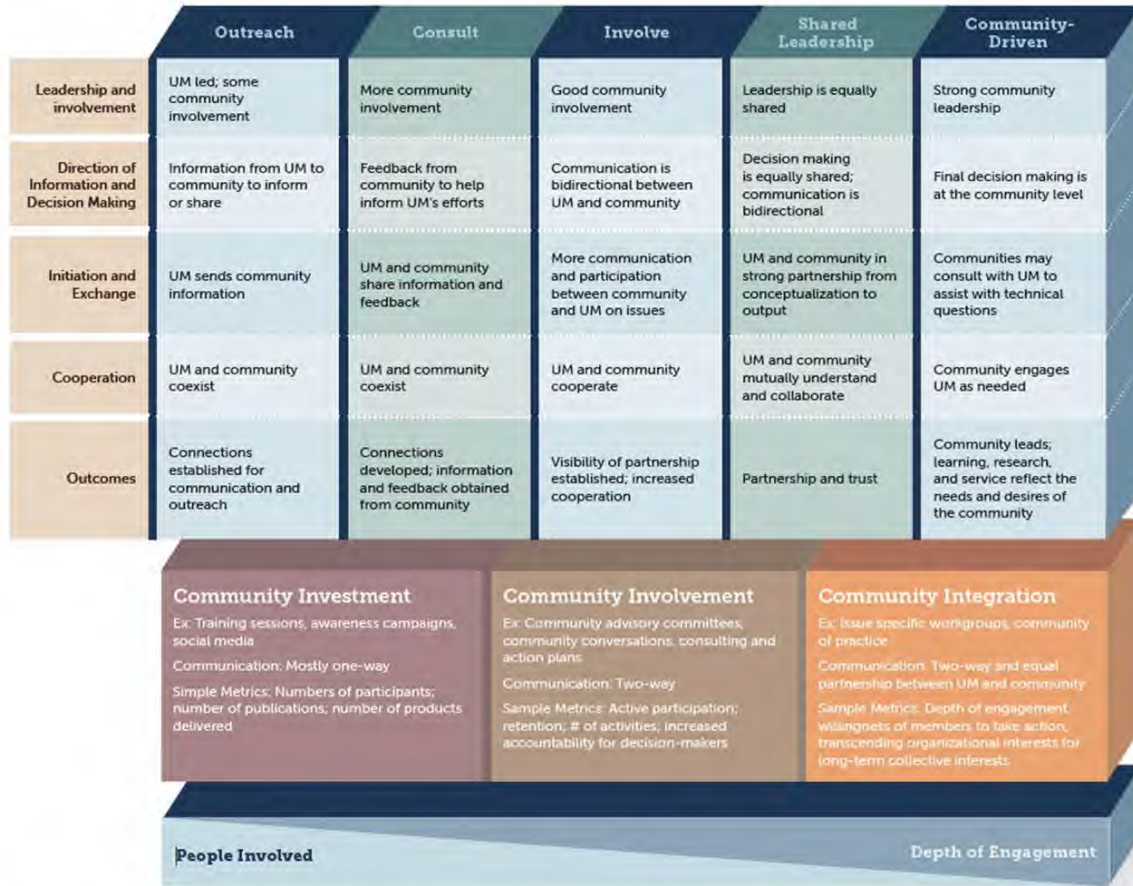 Outreach
Consult
Involve
Shared
Leadership
Community-
Driven
Leadership and
involvement
UM led; some
community
involvement
More community
involvement
Good community
involvement
Leadership is equally
shared
Strong community
leadership
Direction of
Information and
Decision Making
Information from UM to
community to inform
or share
Feedback from
community to help
inform UM's efforts
Communication is
bidirectional between
UM and community
Decision making
is equally shared;
communication is
bidirectional
Final decision making is
at the community level
Initiation and
Exchange
UM sends community
information
UM and community
share information and
feedback
More communication
and participation
between community
and UM on issues
UM and community in
strong partnership from
conceptualization to
output
Communities may
consult with UM to
assist with technical
questions
Cooperation
UM and community
coexist
UM and community
coexist
UM and community
cooperate
UM and community
mutually understand
and collaborate
Community engages
UM as needed
Outcomes
Connections
established for
communication and
outreach
Connections
developed; information
and feedback obtained
from community
Visibility of partnership
established; increased
cooperation
Partnership and trust
Community leads;
learning, research,
and service reflect the
needs and desires of
the community
Community Investment
Ex: Training sessions, awareness campaigns,
social media
Communication: Mostly one-way
Simple Metrics: Numbers of participants;
number of publications; number of products
delivered
Community Involvement
Ex: Community advisory committees,
community conversations, consulting and
action plans
Communication: Two-way
Sample Metrics: Active participation;
retention; # of activities; increased
accountability for decision-makers
Community Integration
Ex: Issue specific workgroups, community
of practice
Communication: Two-way and equal
partnership between UM and community
Sample Metrics: Depth of engagement,
willingness of members to take action,
transcending organizational interests for
long-term collective interests
People Involved
Depth of Engagement